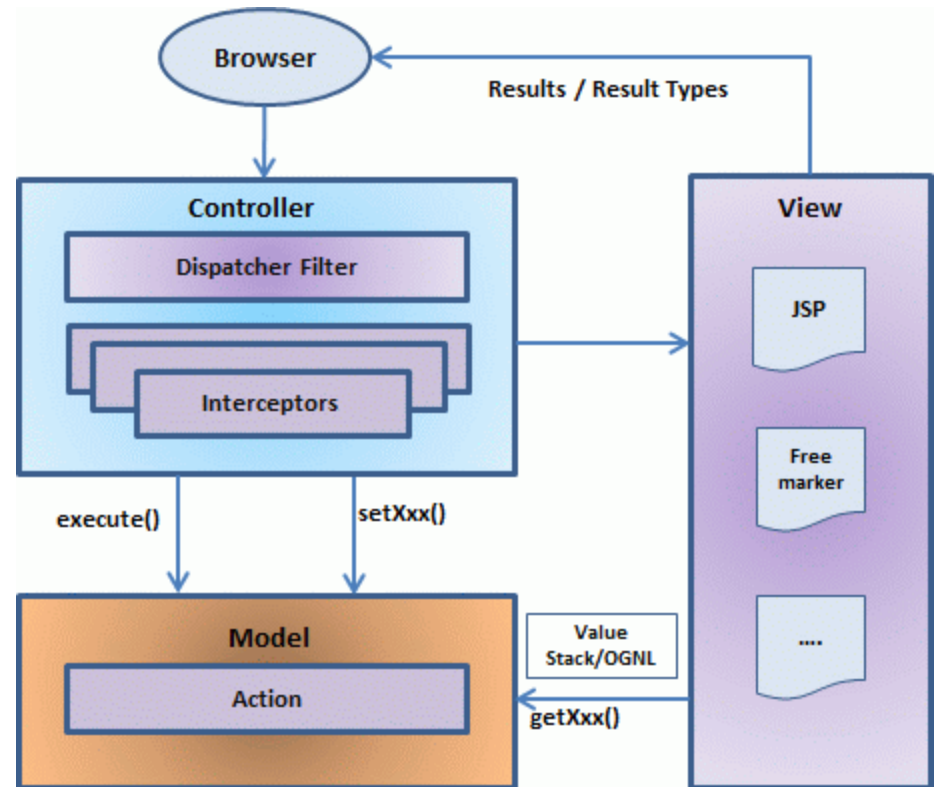 Browser
Results / Result Types
Controller
Dispatcher Filter
Interceptors
View
JSP
Free
marker
....
execute()
setXxx()
Model
Action
Value
Stack/OGNL
getXxx()